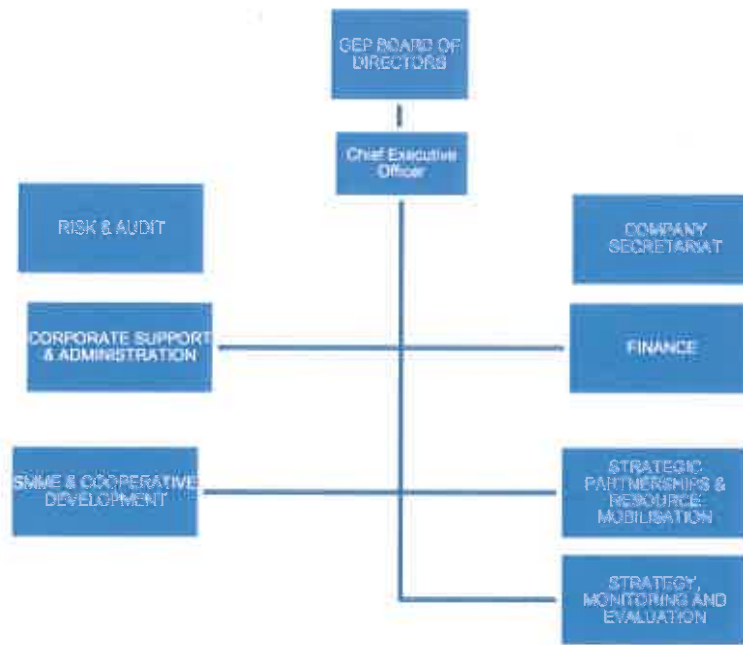 GEP BOARD OF
DIRECTORS
Chief Executive
Officer
RISK & AUDIT
COMPANY
SECRETARIAT
CORPORATE SUPPORT
& ADMINISTRATION
FINANCE
SMME & COOPERATIVE
DEVELOPMENT
STRATEGIC
PARTNERSHIPS &
RESOURCE
MOBILISATION
STRATEGY,
MONITORING AND
EVALUATION